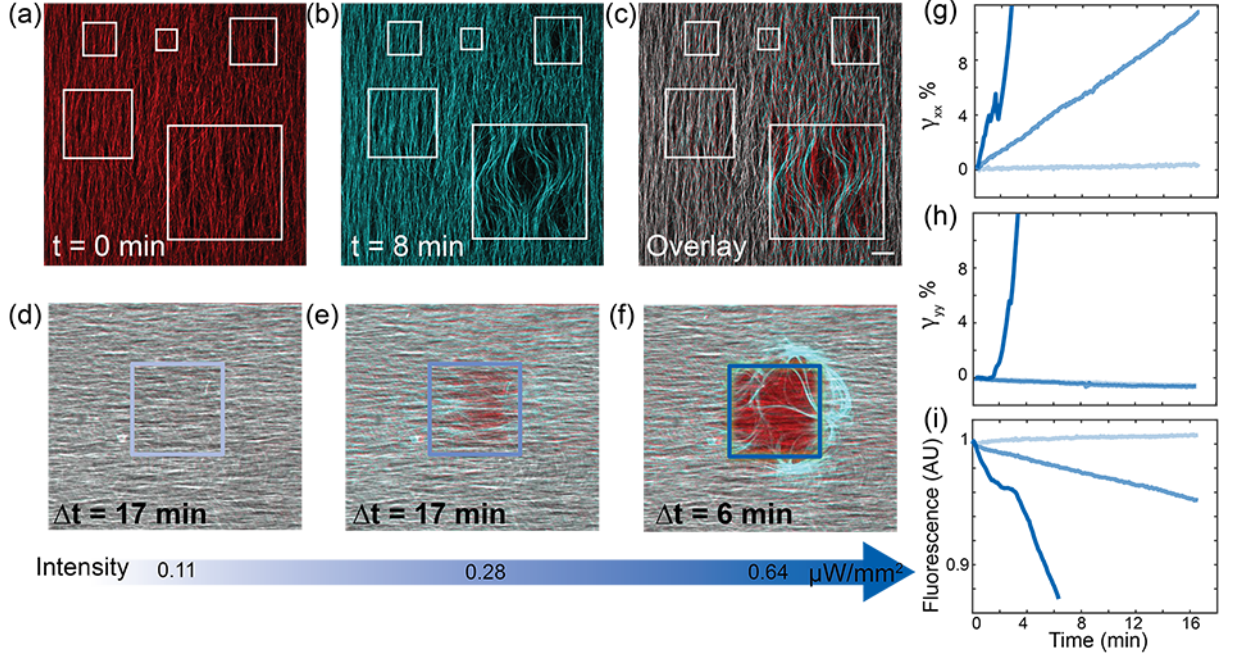 (a)
(b)
(c)
t = 0 min
t = 8 min
Overlay
(d)
(e)
(f)
Δt = 17 min
Δt = 17 min
Δt = 6 min
Intensity 0.11 0.28 0.64 μW/mm²
(g)
γxx %
8
4
0
(h)
γyy %
8
4
0
(i)
Fluorescence (AU)
1
0.9
0 4 8 12 16
Time (min)